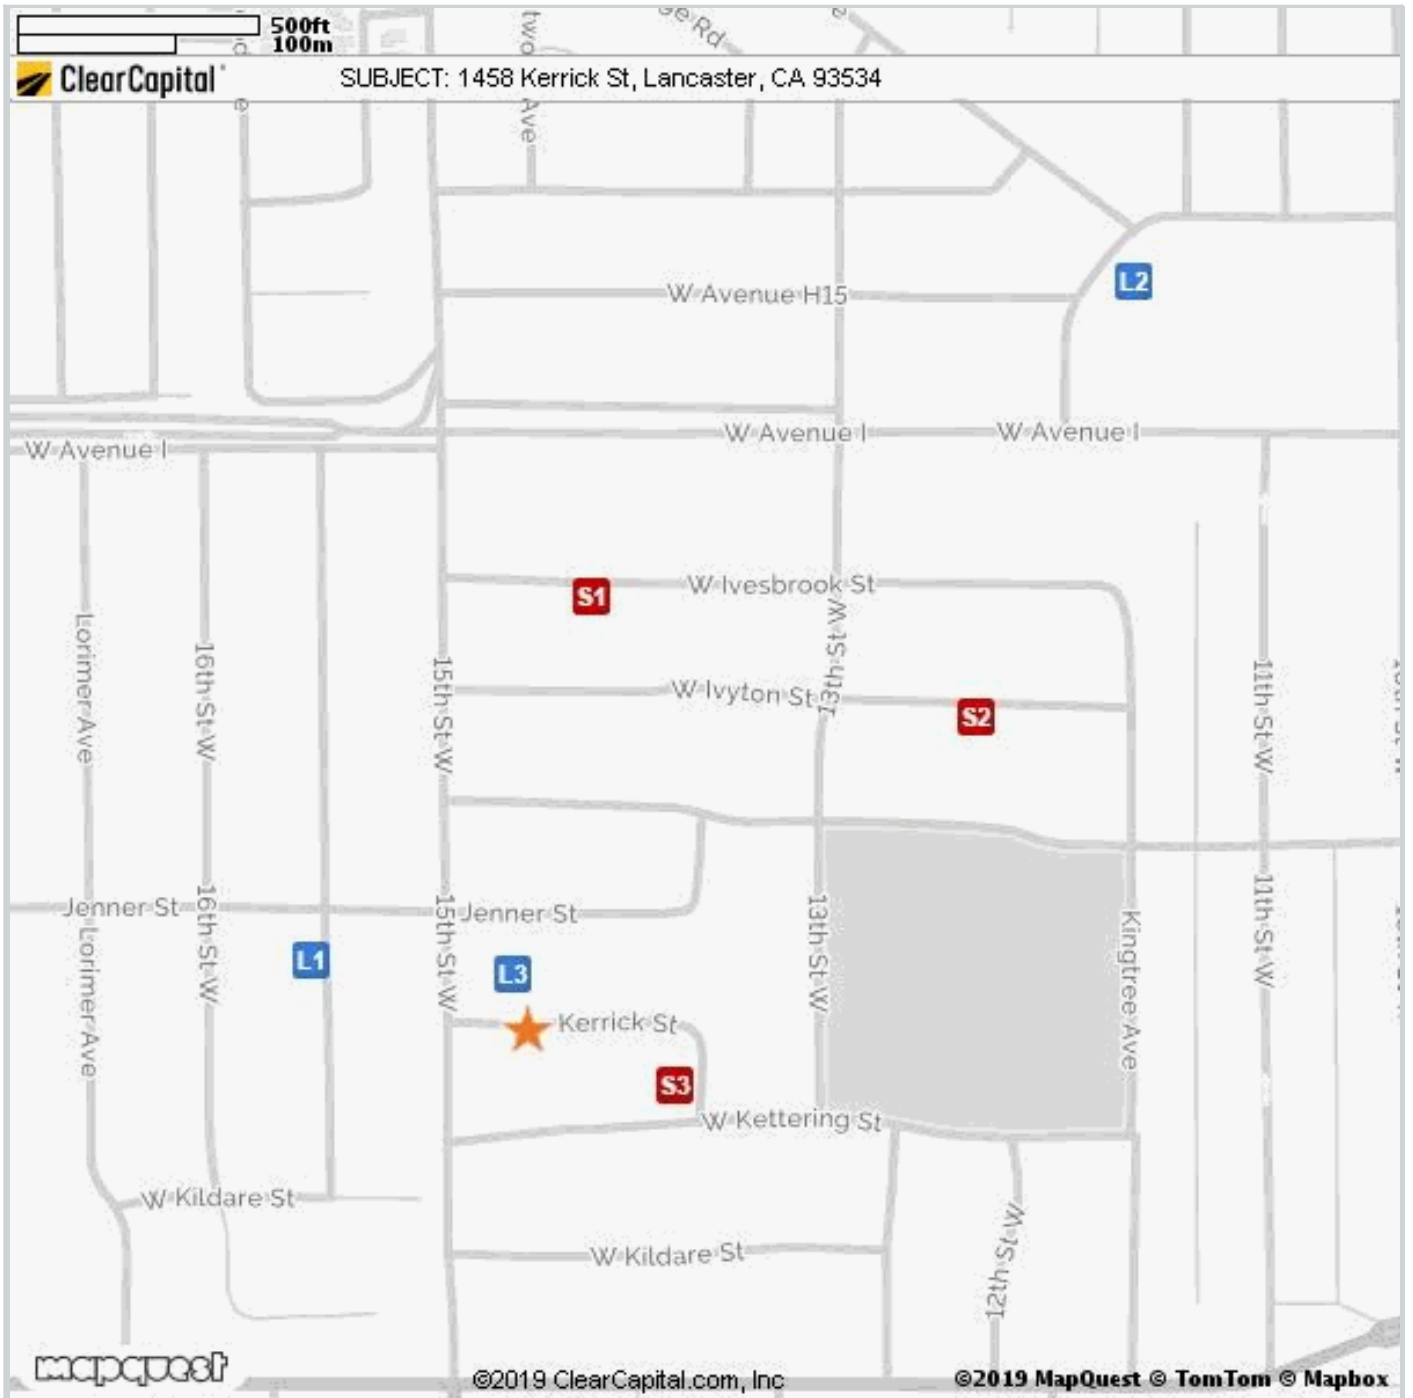 500ft
100m
ClearCapital
SUBJECT: 1458 Kerrick St, Lancaster, CA 93534
Ave
W Avenue H15
L2
W Avenue I
W Avenue I
W Avenue I
S1
W Ivesbrook St
13th St W
Lorimer Ave
16th St W
15th St W
W Ivyton St
S2
11th St W
Jenner St
Jenner St
16th St W
15th St W
13th St W
11th St W
Kingtree Ave
Lorimer Ave
L1
L3
Kerrick St
S3
W Kettering St
W Kildare St
W Kildare St
12th St W
mapquest
©2019 ClearCapital.com, Inc
©2019 MapQuest © TomTom © Mapbox